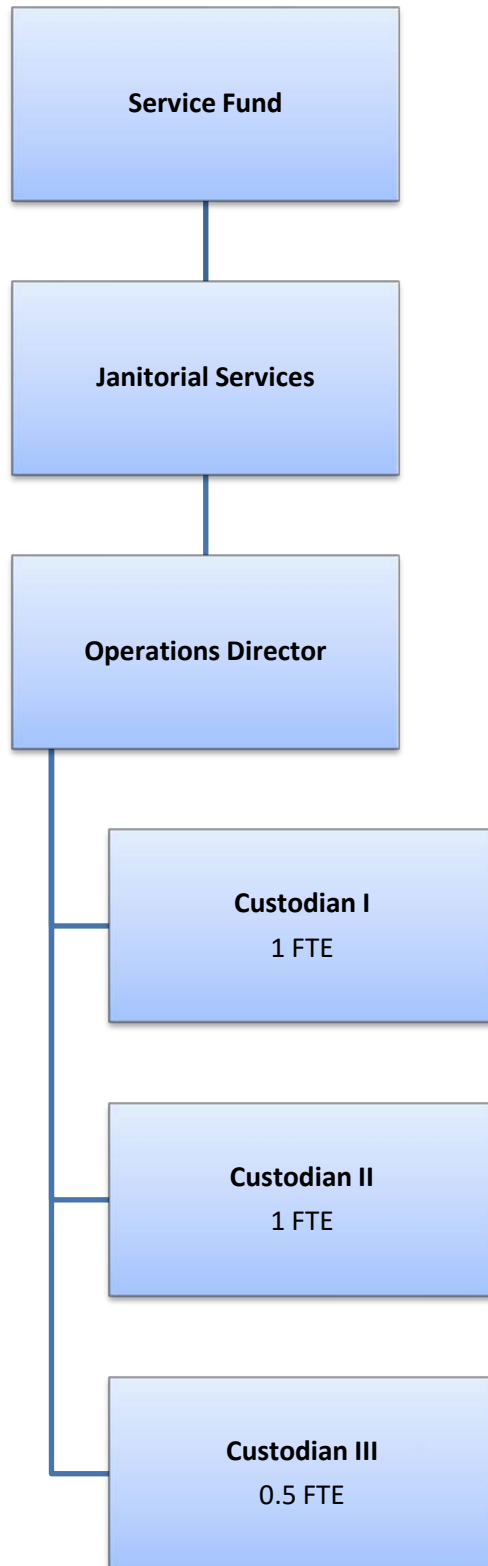 Service Fund
Janitorial Services
Operations Director
Custodian I
1 FTE
Custodian II
1 FTE
Custodian III
0.5 FTE